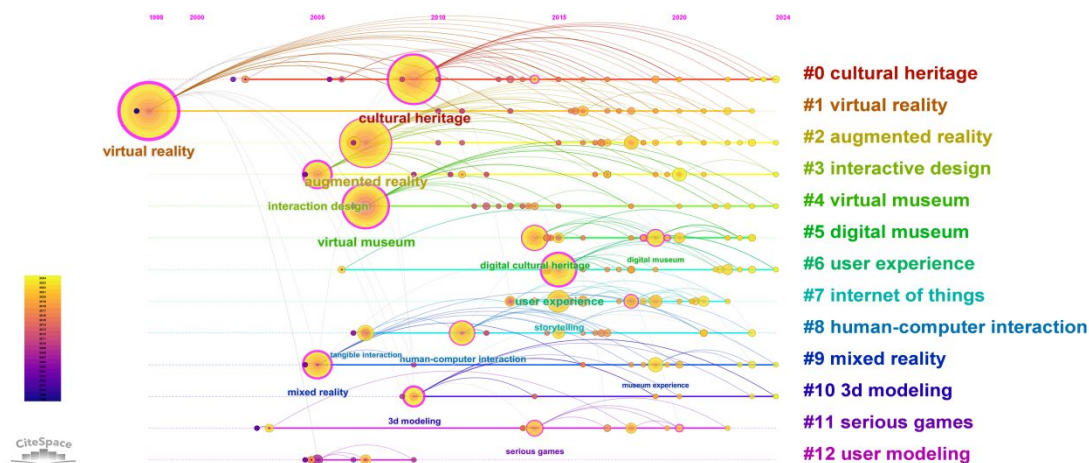 1998 2000 2005 2010 2015 2020 2024
#0 cultural heritage
#1 virtual reality
cultural heritage
#2 augmented reality
virtual reality
#3 interactive design
augmented reality
interaction design
#4 virtual museum
#5 digital museum
virtual museum
#6 user experience
digital cultural heritage
digital museum
#7 internet of things
user experience
#8 human-computer interaction
storytelling
tangible interaction
human-computer interaction
#9 mixed reality
mixed reality
museum experience
#10 3d modeling
#11 serious games
3d modeling
serious games
#12 user modeling
CiteSpace